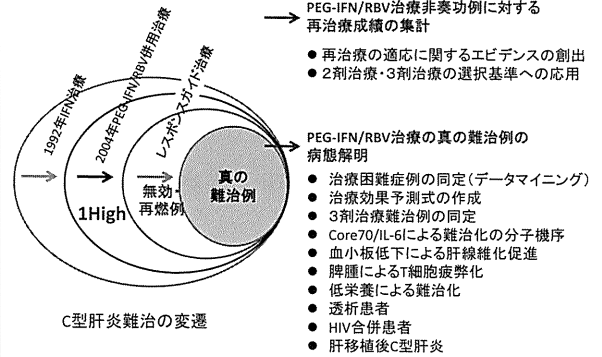 1992年IFN治療
2004年PEG-IFN/RBV併用治療
レスポンスガイド治療
1High
無効・
再燃例
真の
難治例
C型肝炎難治の変遷
PEG-IFN/RBV治療非奏功例に対する
再治療成績の集計
● 再治療の適応に関するエビデンスの創出
● 2剤治療・3剤治療の選択基準への応用
PEG-IFN/RBV治療の真の難治例の
病態解明
● 治療困難症例の同定(データマイニング)
● 治療効果予測式の作成
● 3剤治療難治例の同定
● Core70/IL-6による難治化の分子機序
● 血小板低下による肝線維化促進
● 脾腫によるT細胞疲弊化
● 低栄養による難治化
● 透析患者
● HIV合併患者
● 肝移植後C型肝炎